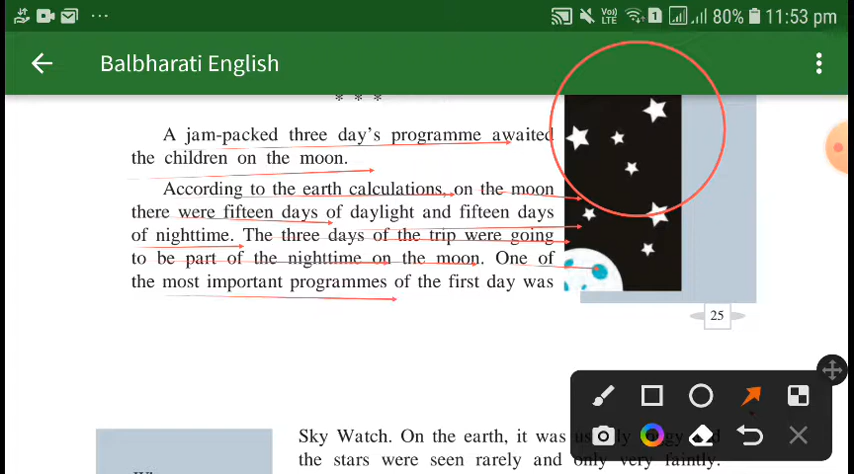 VoD LTE 1 80% 11:53 pm
Balbharati English
* * *
A jam-packed three day's programme awaited
the children on the moon.
According to the earth calculations, on the moon
there were fifteen days of daylight and fifteen days
of nighttime. The three days of the trip were going
to be part of the nighttime on the moon. One of
the most important programmes of the first day was
25
Sky Watch. On the earth, it was
the stars were seen rarely and only very faintly.